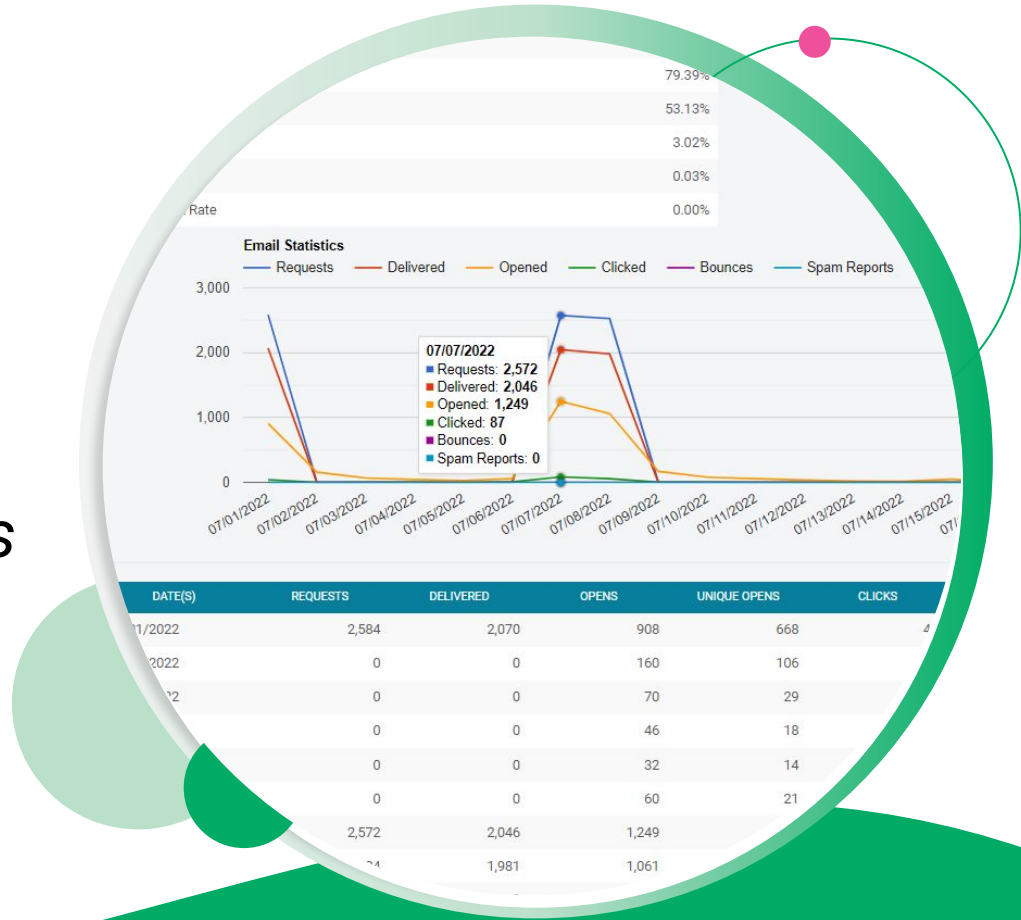 79.39%
53.13%
3.02%
0.03%
Rate 0.00%
Email Statistics
Requests Delivered Opened Clicked Bounces Spam Reports
3,000
2,000
1,000
0
07/07/2022
Requests: 2,572
Delivered: 2,046
Opened: 1,249
Clicked: 87
Bounces: 0
Spam Reports: 0
07/01/2022 07/02/2022 07/03/2022 07/04/2022 07/05/2022 07/06/2022 07/07/2022 07/08/2022 07/09/2022 07/10/2022 07/11/2022 07/12/2022 07/13/2022 07/14/2022 07/15/2022 07/
s
DATE(S) REQUESTS DELIVERED OPENS UNIQUE OPENS CLICKS
1/2022 2,584 2,070 908 668 4
2022 0 0 160 106
22 0 0 70 29
0 0 46 18
0 0 32 14
0 0 60 21
2,572 2,046 1,249
4 1,981 1,061